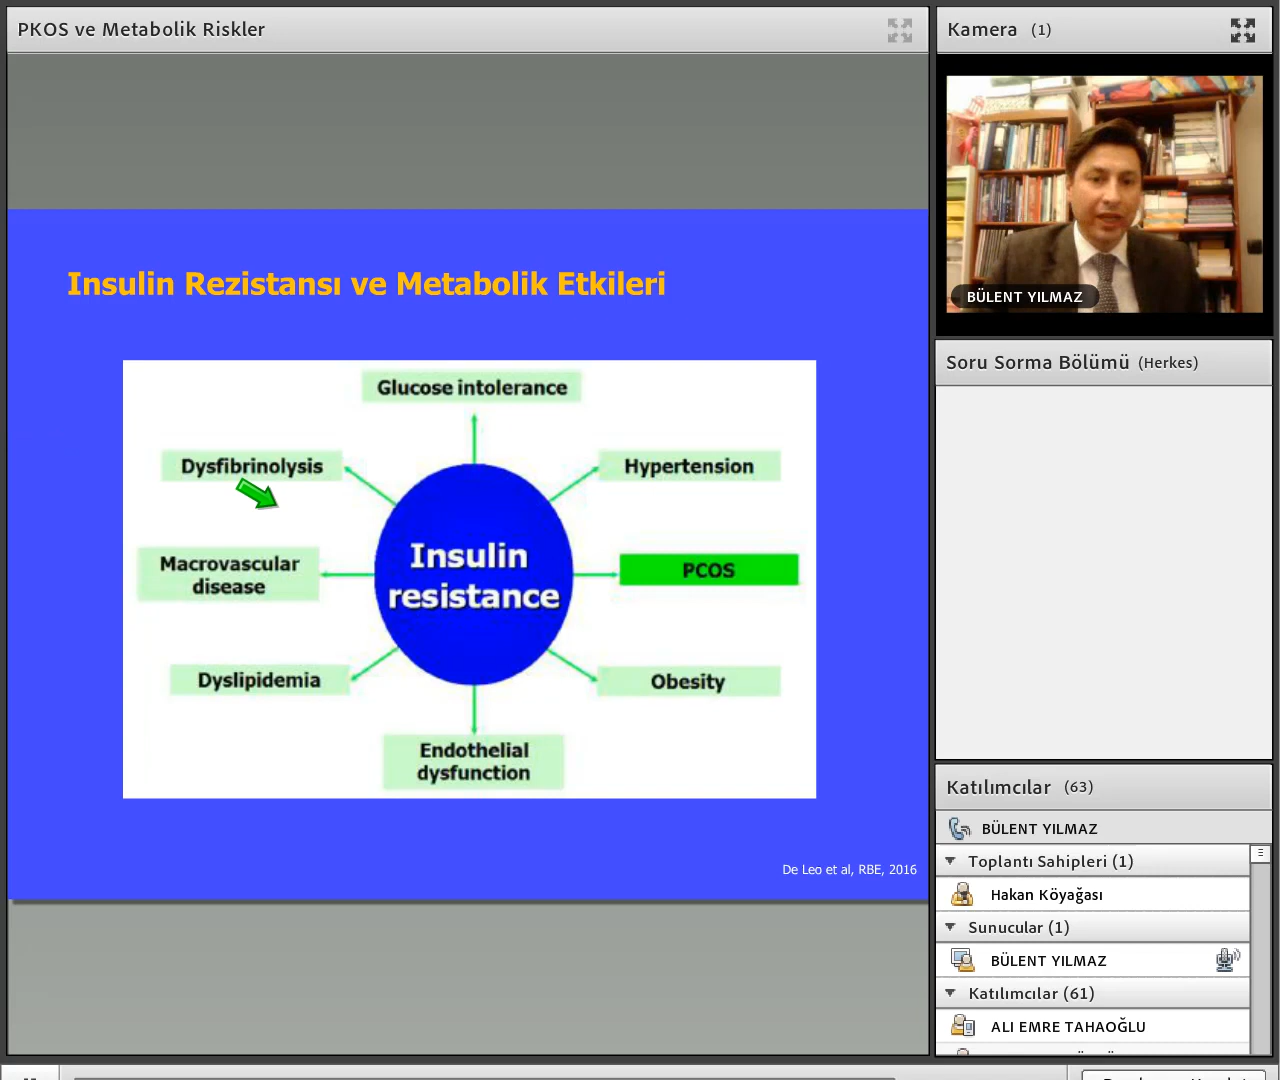 PKOS ve Metabolik Riskler
Insulin Rezistansı ve Metabolik Etkileri
Glucose intolerance
Dysfibrinolysis
Hypertension
Insulin
resistance
Macrovascular
disease
PCOS
Dyslipidemia
Obesity
Endothelial
dysfunction
De Leo et al, RBE, 2016
Kamera (1)
BÜLENT YILMAZ
Soru Sorma Bölümü (Herkes)
Katılımcılar (63)
BÜLENT YILMAZ
Toplantı Sahipleri (1)
Hakan Köyağası
Sunucular (1)
BÜLENT YILMAZ
Katılımcılar (61)
ALI EMRE TAHAOĞLU